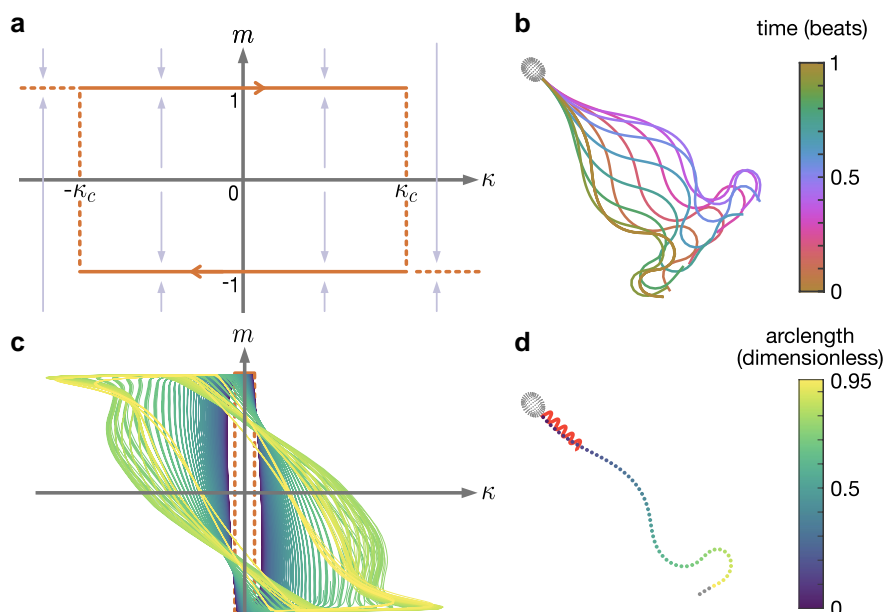 a
m
1
-κc
0
κc
κ
-1
b
time (beats)
1
0.5
0
c
m
κ
d
arclength
(dimensionless)
0.95
0.5
0